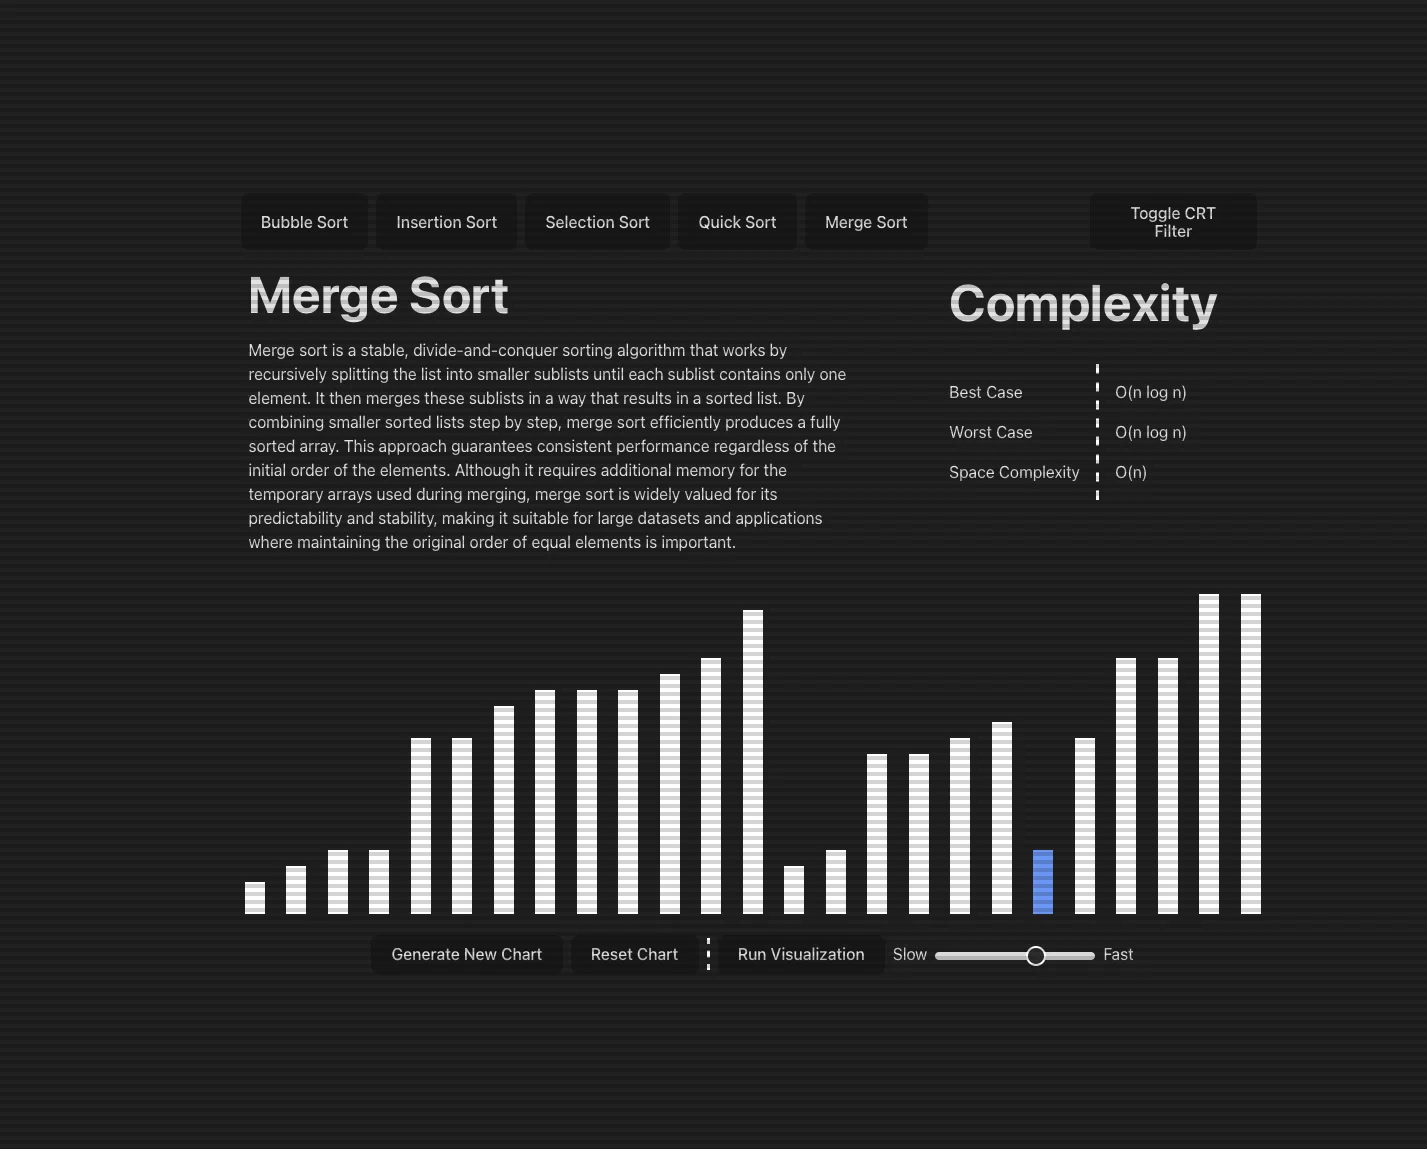 Bubble Sort
Insertion Sort
Selection Sort
Quick Sort
Merge Sort
Toggle CRT
Filter
Merge Sort
Merge sort is a stable, divide-and-conquer sorting algorithm that works by
recursively splitting the list into smaller sublists until each sublist contains only one
element. It then merges these sublists in a way that results in a sorted list. By
combining smaller sorted lists step by step, merge sort efficiently produces a fully
sorted array. This approach guarantees consistent performance regardless of the
initial order of the elements. Although it requires additional memory for the
temporary arrays used during merging, merge sort is widely valued for its
predictability and stability, making it suitable for large datasets and applications
where maintaining the original order of equal elements is important.
Complexity
Best Case O(n log n)
Worst Case O(n log n)
Space Complexity O(n)
Generate New Chart
Reset Chart
Run Visualization
Slow
Fast